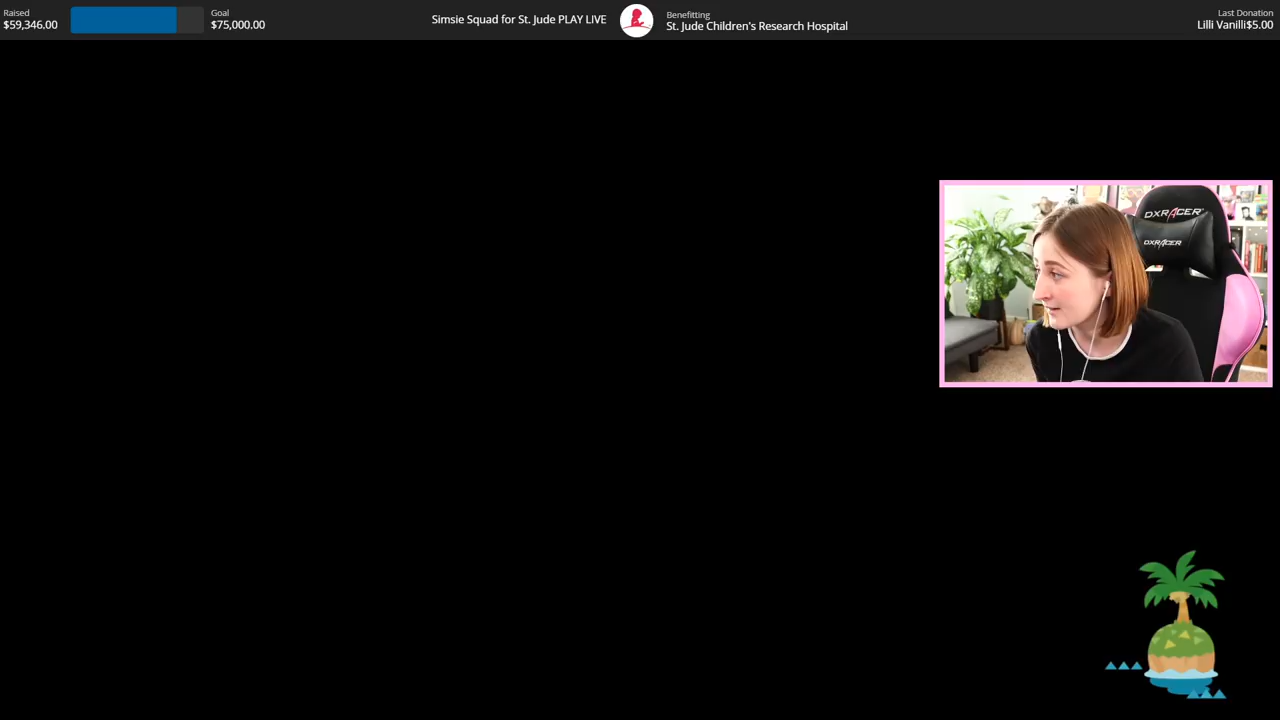 Raised
$59,346.00
Goal
$75,000.00
Simsie Squad for St. Jude PLAY LIVE
Benefitting
St. Jude Children's Research Hospital
Last Donation
Lilli Vanilli$5.00
DXRACER
DXRACER